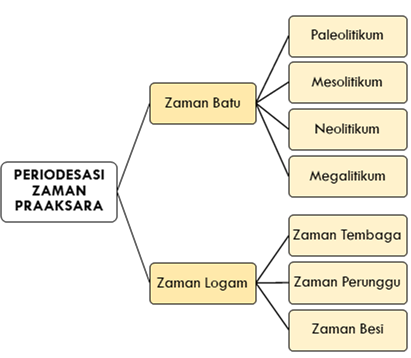 PERIODESASI
ZAMAN
PRAAKSARA
Zaman Batu
Paleolitikum
Mesolitikum
Neolitikum
Megalitikum
Zaman Logam
Zaman Tembaga
Zaman Perunggu
Zaman Besi